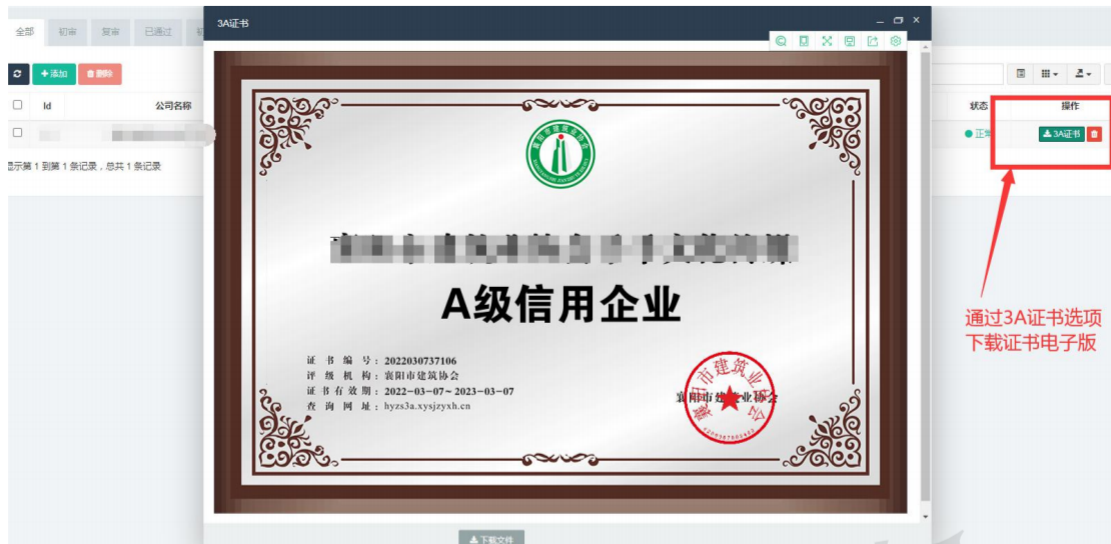 3A证书
全部 初审 复审 已通过
+添加 删除
Id 公司名称 状态 操作
正常 3A证书
显示第 1 到第 1 条记录，总共 1 条记录
A级信用企业
证书编号：2022030737106
评级机构：襄阳市建筑协会
证书有效期：2022-03-07~2023-03-07
查询网址：hyzs3a.xysjzyxh.cn
襄阳市建筑业协会
通过3A证书选项
下载证书电子版
下载文件